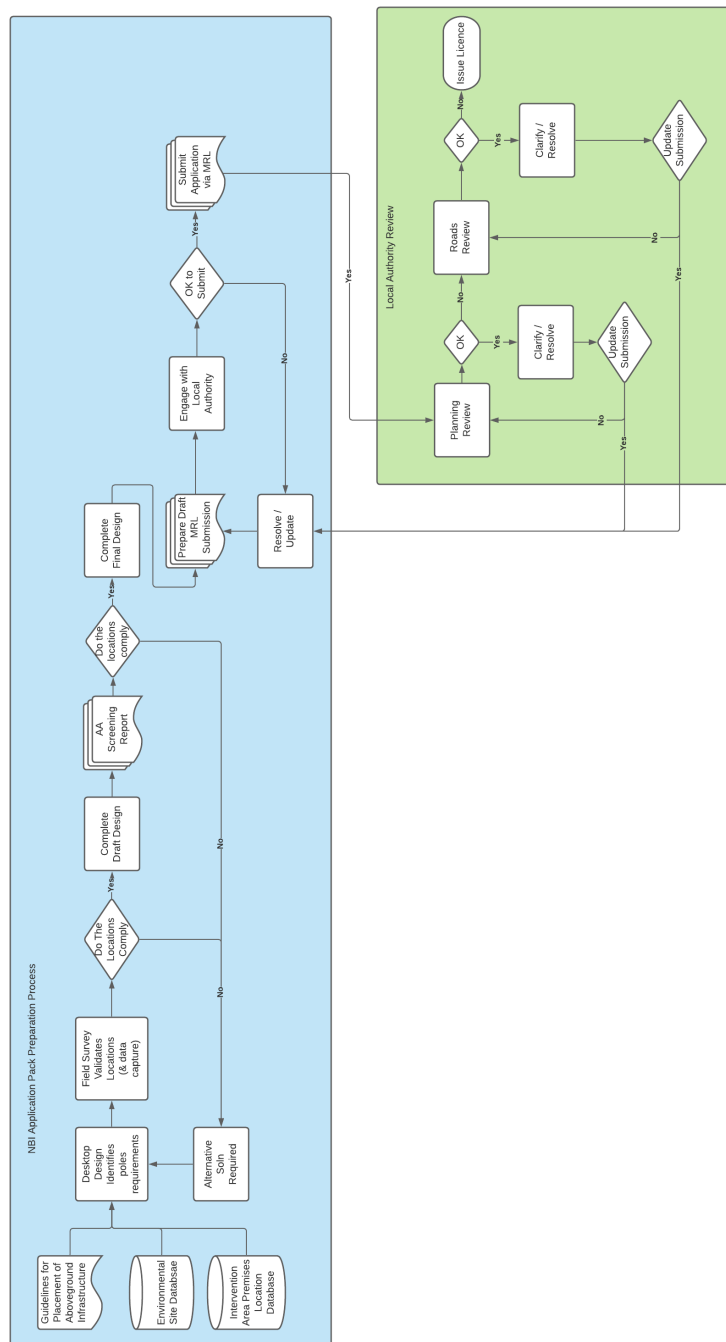 NBI Application Pack Preparation Process
Guidelines for
Placement of
Aboveground
Infrastructure
Environmental
Site Databsae
Intervention
Area Premises
Location
Database
Desktop
Design
Identifies
poles
requirements
Alternative
Soln
Required
Field Survey
Validates
Locations
(& data
capture)
Do The
Locations
Comply
Yes
No
Complete
Draft Design
AA
Screening
Report
Do the
locations
comply
Yes
No
Complete
Final Design
Prepare Draft
MRL
Submission
Resolve /
Update
Engage with
Local
Authority
OK to
Submit
Yes
No
Submit
Application
via MRL
Yes
Local Authority Review
Planning
Review
OK
No
Yes
Clarify /
Resolve
Update
Submission
No
Yes
Roads
Review
OK
No
Yes
Clarify /
Resolve
Update
Submission
No
Yes
Issue Licence